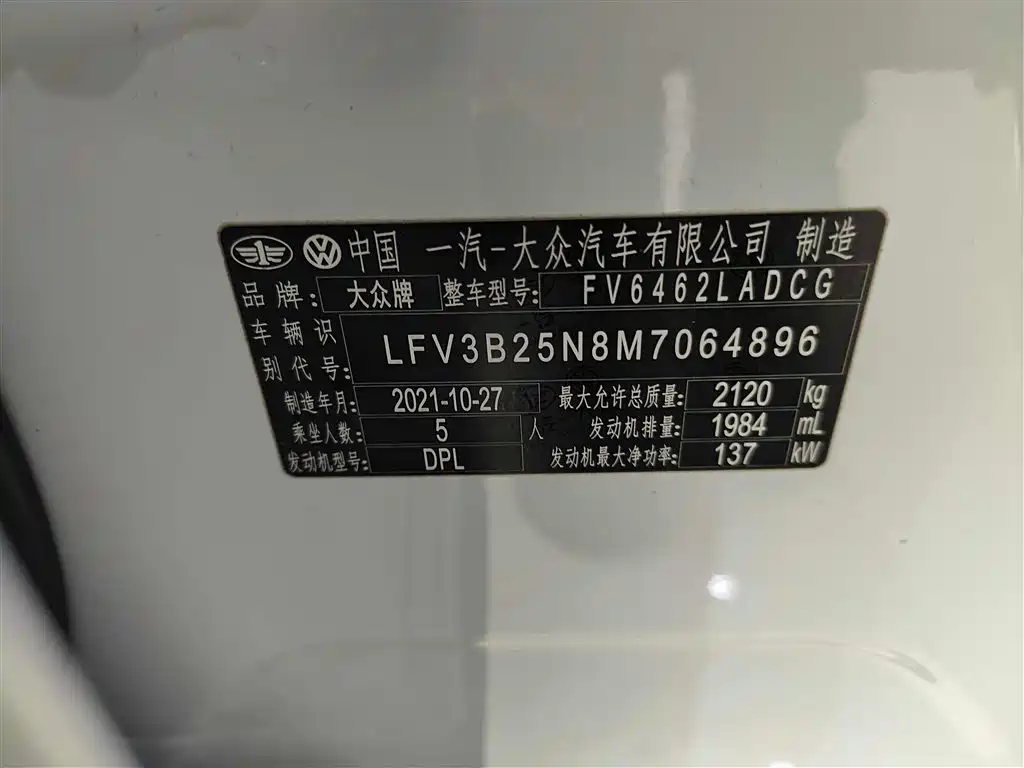 中国 一汽-大众汽车有限公司 制造
品牌: 大众牌 整车型号: FV6462LADCG
车辆识别代号: LFV3B25N8M7064896
制造年月: 2021-10-27 最大允许总质量: 2120 kg
乘坐人数: 5 人 发动机排量: 1984 mL
发动机型号: DPL 发动机最大净功率: 137 kW